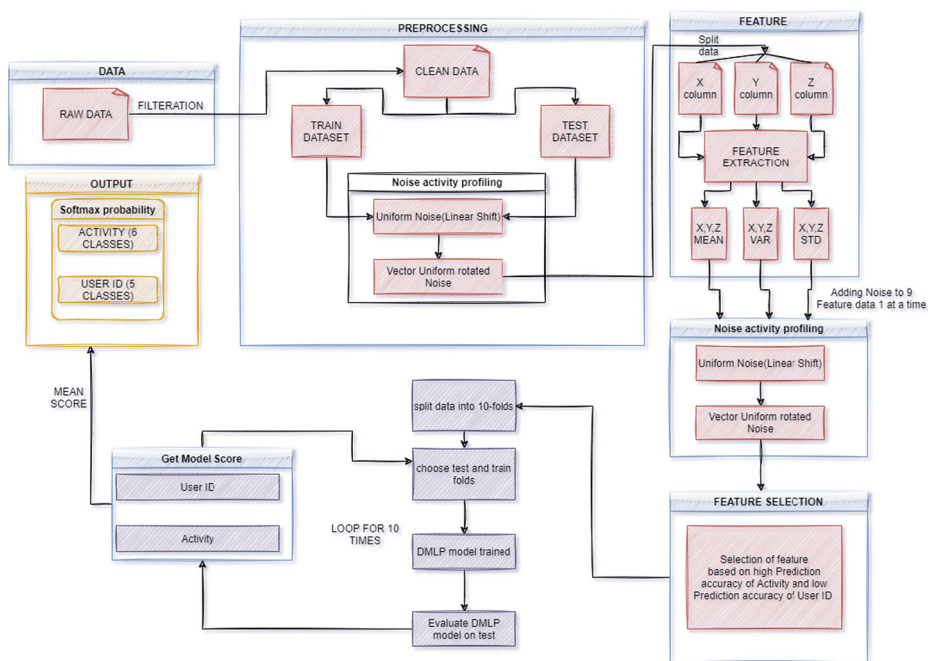 DATA
RAW DATA
FILTERATION
PREPROCESSING
CLEAN DATA
TRAIN
DATASET
TEST
DATASET
Noise activity profiling
Uniform Noise(Linear Shift)
Vector Uniform rotated
Noise
FEATURE
Split
data
X
column
Y
column
Z
column
FEATURE
EXTRACTION
X,Y,Z
MEAN
X,Y,Z
VAR
X,Y,Z
STD
Adding Noise to 9
Feature data 1 at a time
Noise activity profiling
Uniform Noise(Linear Shift)
Vector Uniform rotated
Noise
FEATURE SELECTION
Selection of feature
based on high Prediction
accuracy of Activity and low
Prediction accuracy of User ID
split data into 10-folds
choose test and train
folds
LOOP FOR 10
TIMES
DMLP model trained
Evaluate DMLP
model on test
Get Model Score
User ID
Activity
MEAN
SCORE
OUTPUT
Softmax probability
ACTIVITY (6
CLASSES)
USER ID (5
CLASSES)